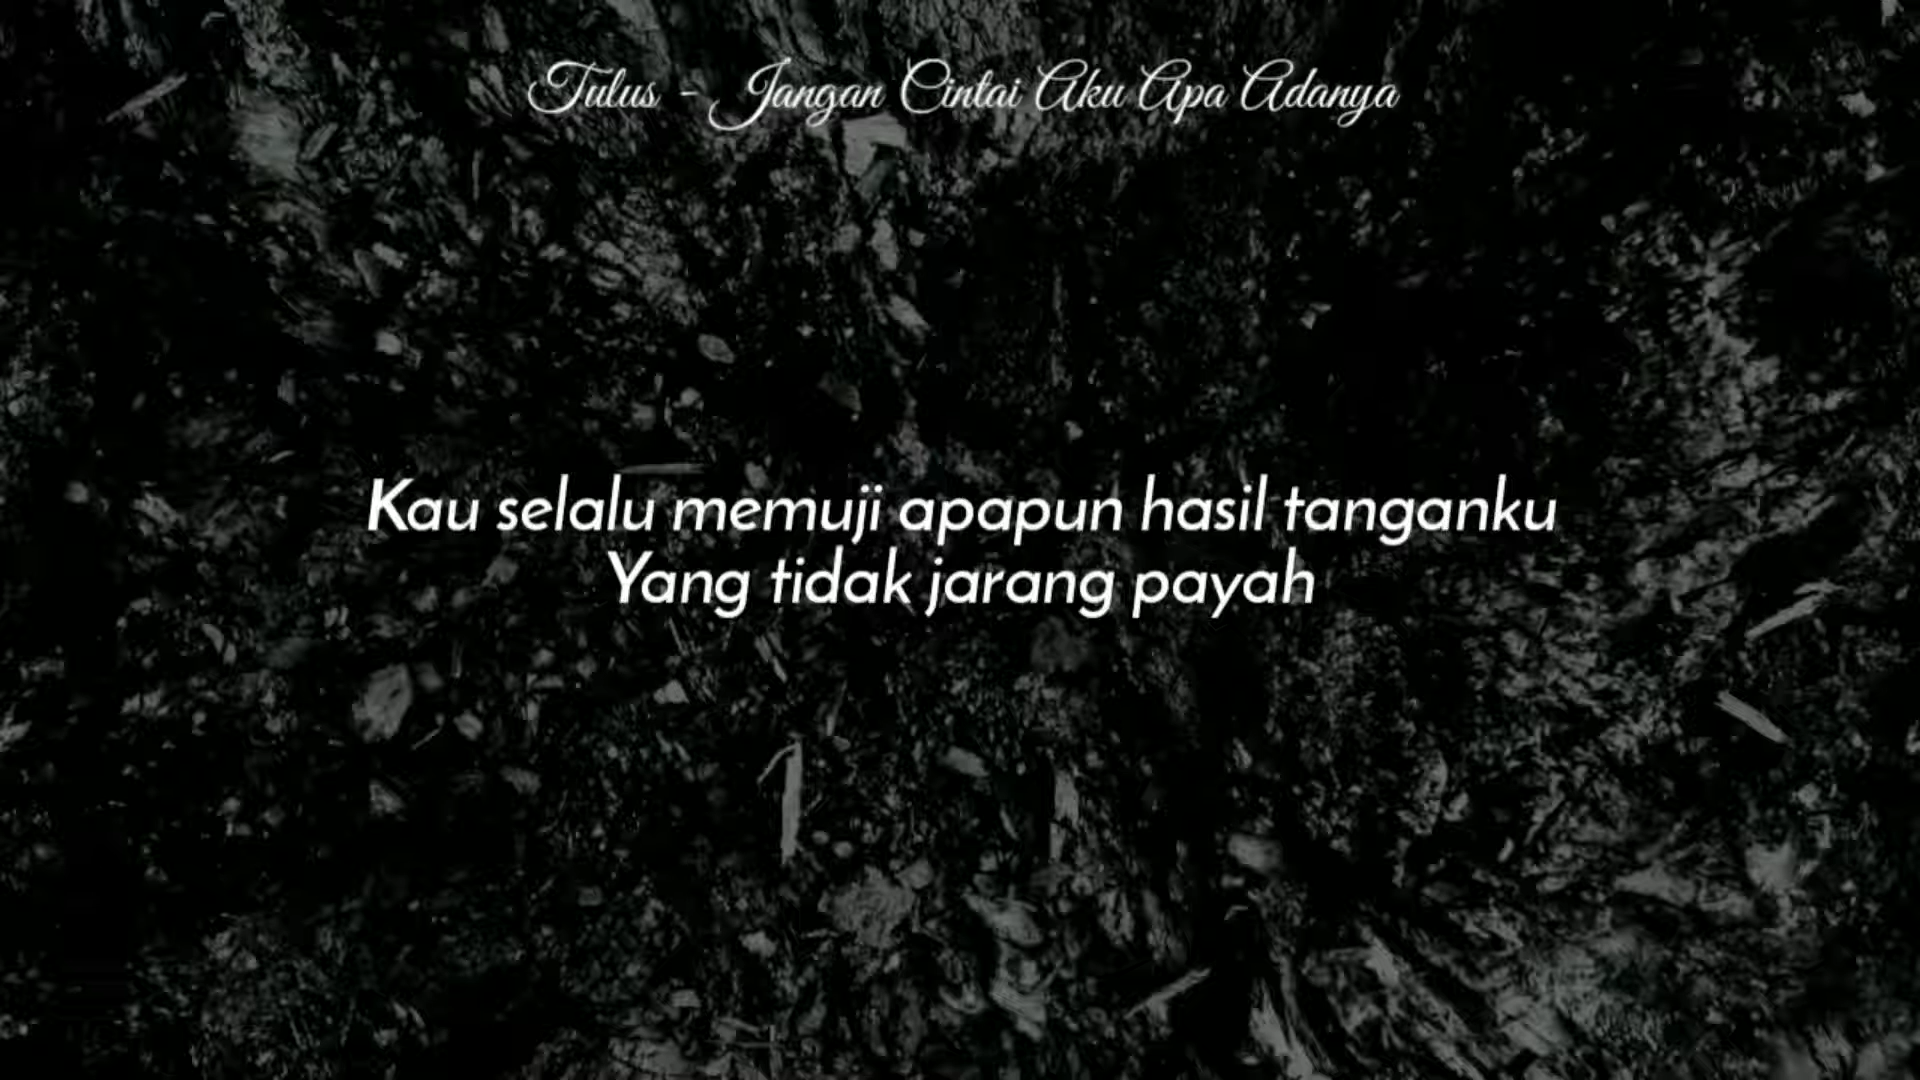 Tulus - Jangan Cintai Aku Apa Adanya
Kau selalu memuji apapun hasil tanganku
Yang tidak jarang payah